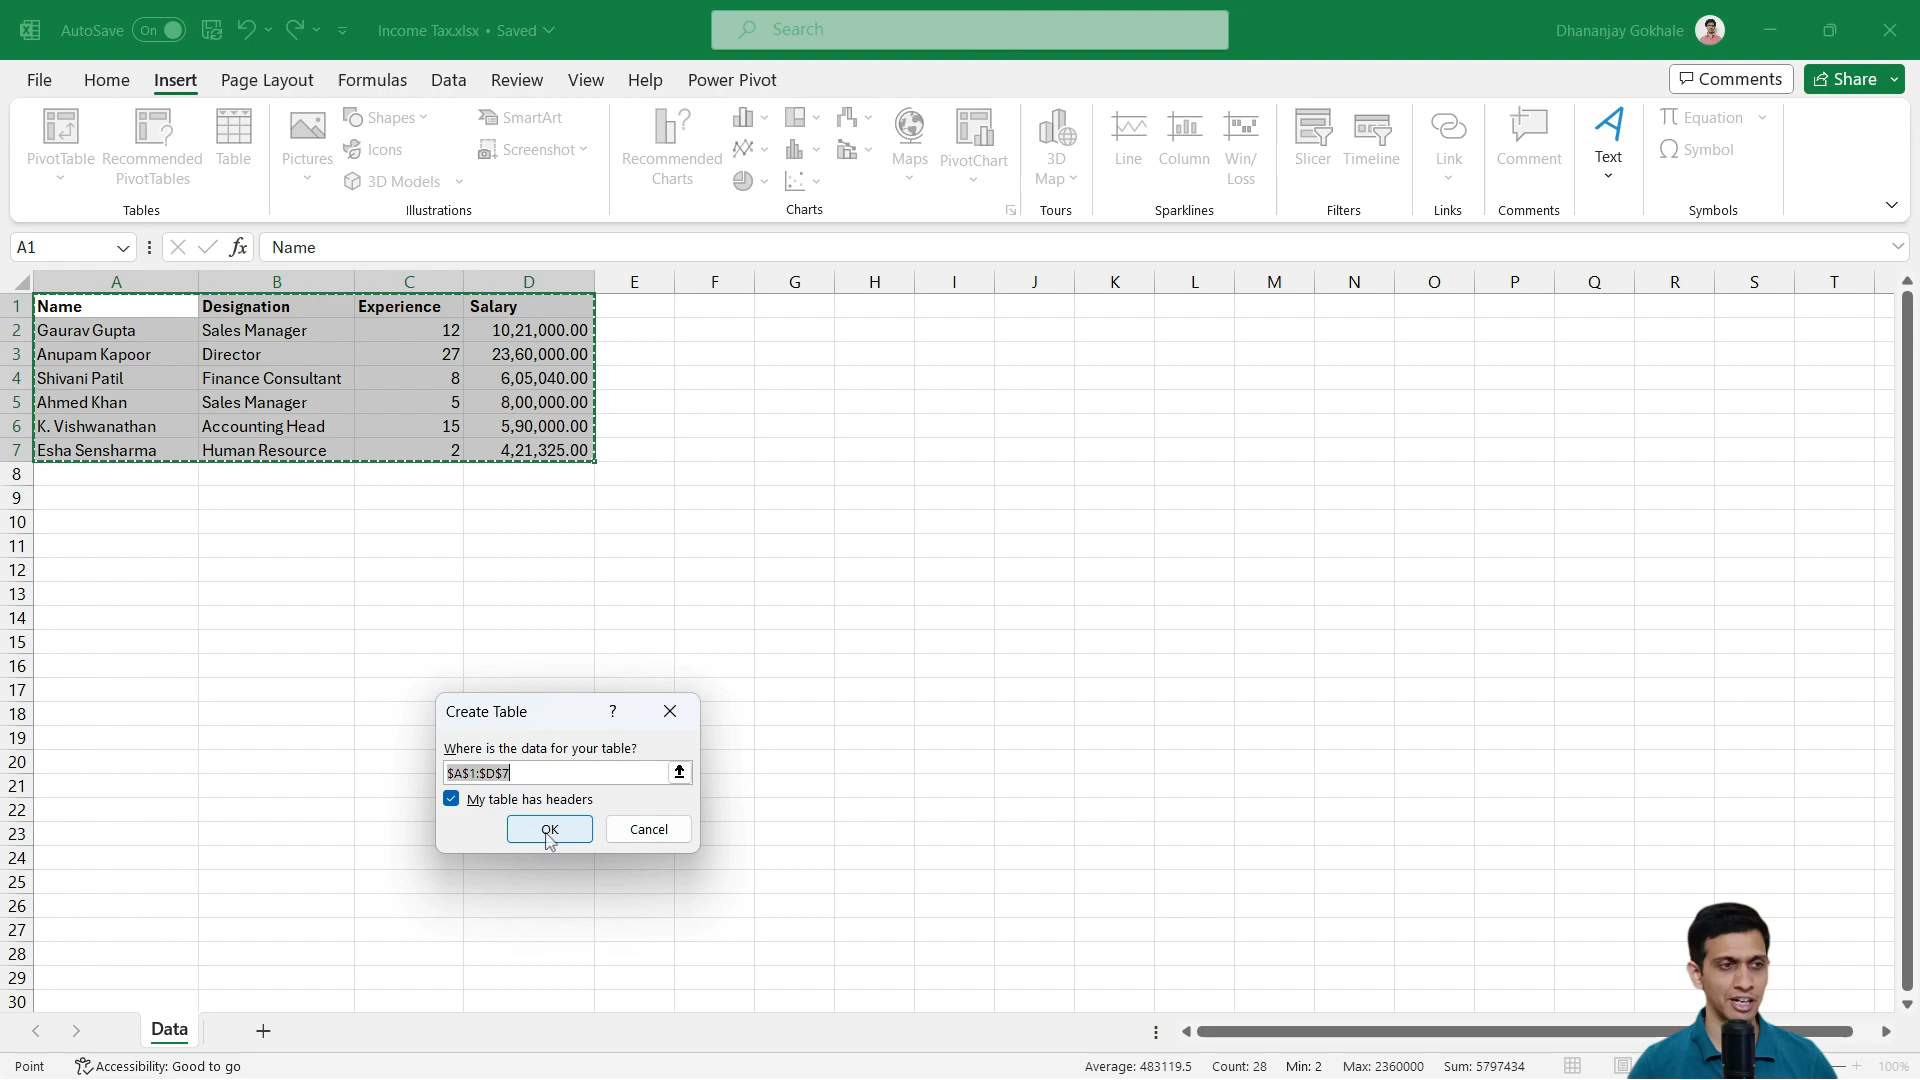 AutoSave On Income Tax.xlsx • Saved Search Dhananjay Gokhale
File Home Insert Page Layout Formulas Data Review View Help Power Pivot Comments Share
PivotTable Recommended PivotTables Table
Tables
Pictures Shapes Icons 3D Models SmartArt Screenshot
Illustrations
Recommended Charts Maps PivotChart
Charts
3D Map
Tours
Line Column Win/Loss
Sparklines
Slicer Timeline
Filters
Link
Links
Comment
Comments
Text
Equation
Symbol
Symbols
A1 fx Name
A B C D E F G H I J K L M N O P Q R S T
1 Name Designation Experience Salary
2 Gaurav Gupta Sales Manager 12 10,21,000.00
3 Anupam Kapoor Director 27 23,60,000.00
4 Shivani Patil Finance Consultant 8 6,05,040.00
5 Ahmed Khan Sales Manager 5 8,00,000.00
6 K. Vishwanathan Accounting Head 15 5,90,000.00
7 Esha Sensharma Human Resource 2 4,21,325.00
8
9
10
11
12
13
14
15
16
17
18
19
20
21
22
23
24
25
26
27
28
29
30
Create Table ?
Where is the data for your table?
$A$1:$D$7
My table has headers
OK Cancel
Data
Point Accessibility: Good to go Average: 483119.5 Count: 28 Min: 2 Max: 2360000 Sum: 5797434 100%